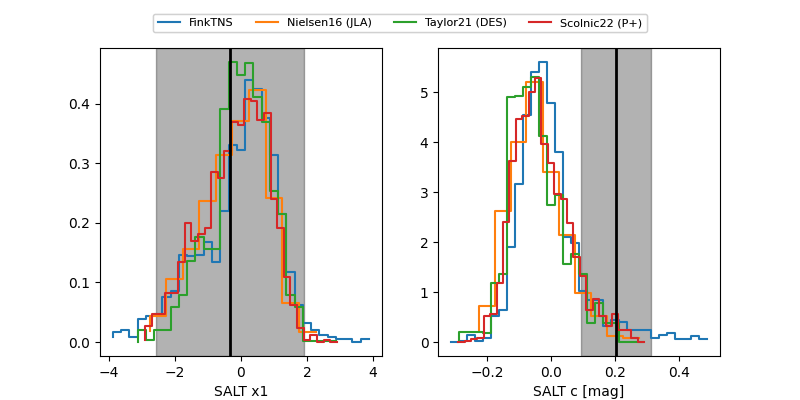 FinkTNS Nielsen16 (JLA) Taylor21 (DES) Scolnic22 (P+)
0.4
0.3
0.2
0.1
0.0
−4 −2 0 2 4
SALT x1
5
4
3
2
1
0
−0.2 0.0 0.2 0.4
SALT c [mag]